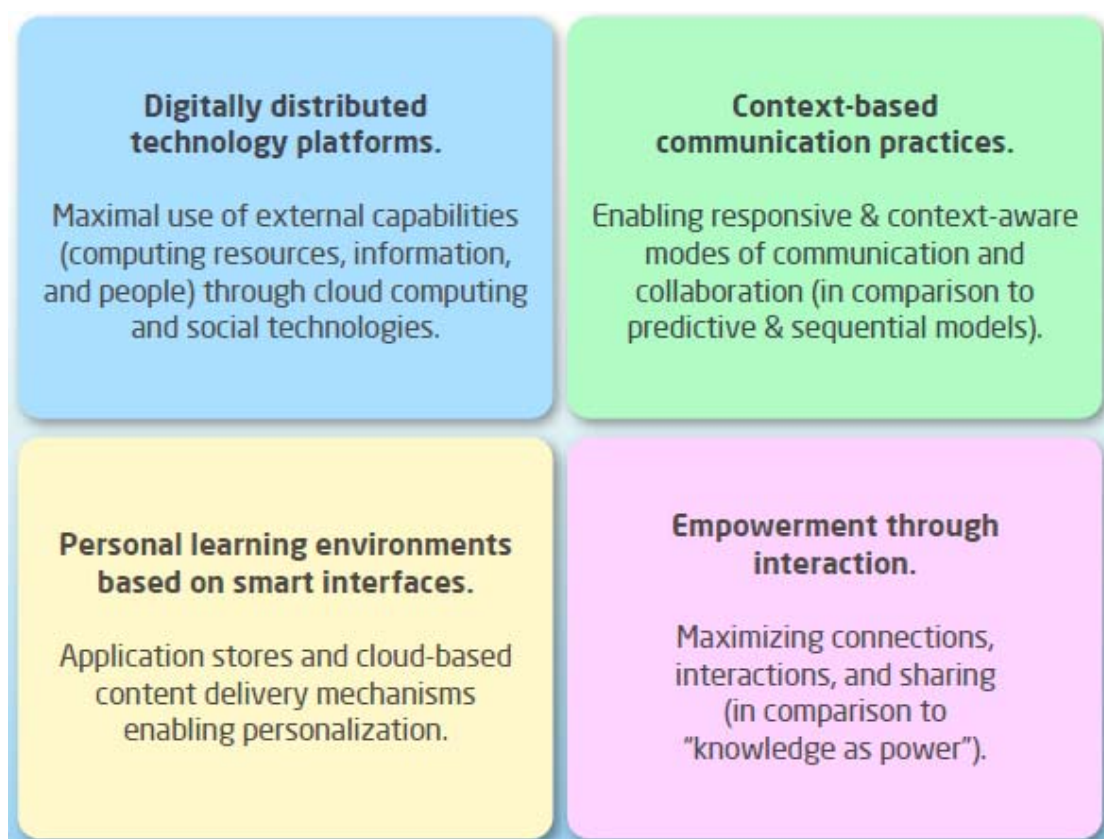 Digitally distributed
technology platforms.
Maximal use of external capabilities
(computing resources, information,
and people) through cloud computing
and social technologies.
Context-based
communication practices.
Enabling responsive & context-aware
modes of communication and
collaboration (in comparison to
predictive & sequential models).
Personal learning environments
based on smart interfaces.
Application stores and cloud-based
content delivery mechanisms
enabling personalization.
Empowerment through
interaction.
Maximizing connections,
interactions, and sharing
(in comparison to
“knowledge as power”).